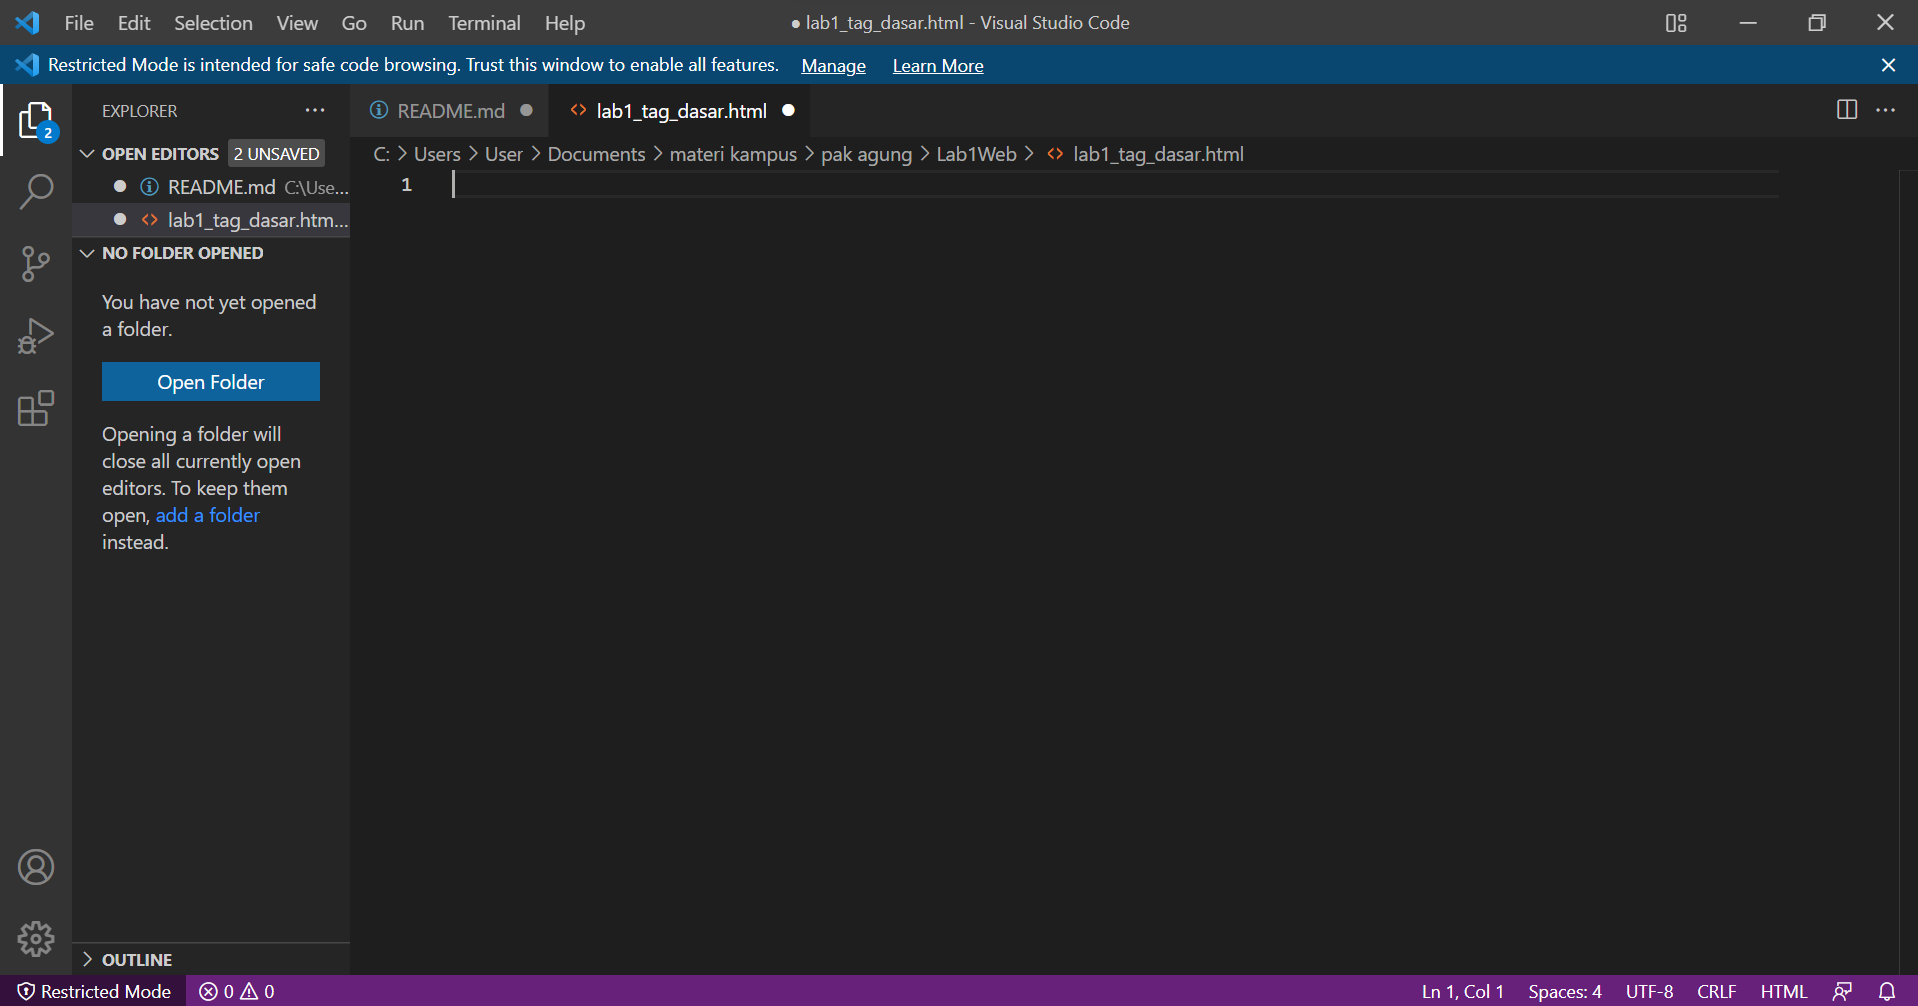 File Edit Selection View Go Run Terminal Help ● lab1_tag_dasar.html - Visual Studio Code
Restricted Mode is intended for safe code browsing. Trust this window to enable all features. Manage Learn More
EXPLORER ···
README.md ● <> lab1_tag_dasar.html ●
OPEN EDITORS 2 UNSAVED
C: > Users > User > Documents > materi kampus > pak agung > Lab1Web > <> lab1_tag_dasar.html
● README.md C:\Use...
● <> lab1_tag_dasar.htm...
1
2
NO FOLDER OPENED
You have not yet opened
a folder.
Open Folder
Opening a folder will
close all currently open
editors. To keep them
open, add a folder
instead.
OUTLINE
Restricted Mode 0 0 Ln 1, Col 1 Spaces: 4 UTF-8 CRLF HTML